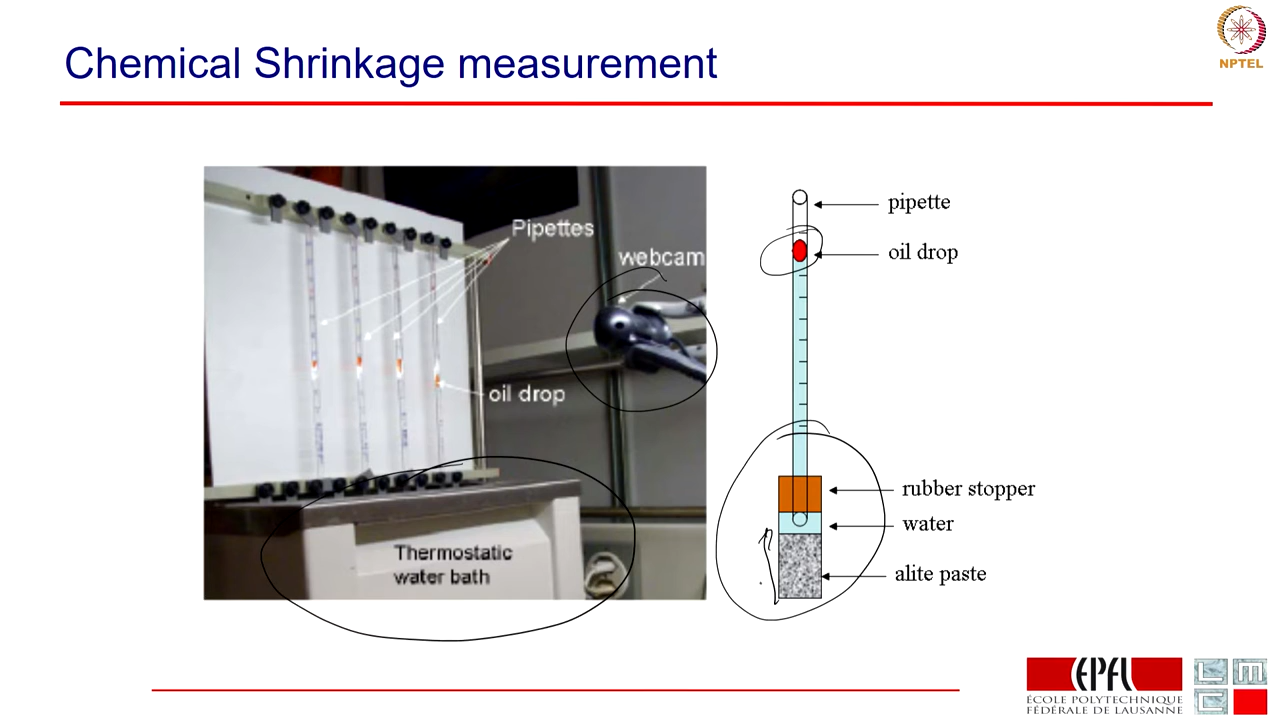 Chemical Shrinkage measurement
NPTEL
Pipettes
webcam
oil drop
Thermostatic
water bath
pipette
oil drop
rubber stopper
water
alite paste
EPFL
ÉCOLE POLYTECHNIQUE
FÉDÉRALE DE LAUSANNE
L M
C